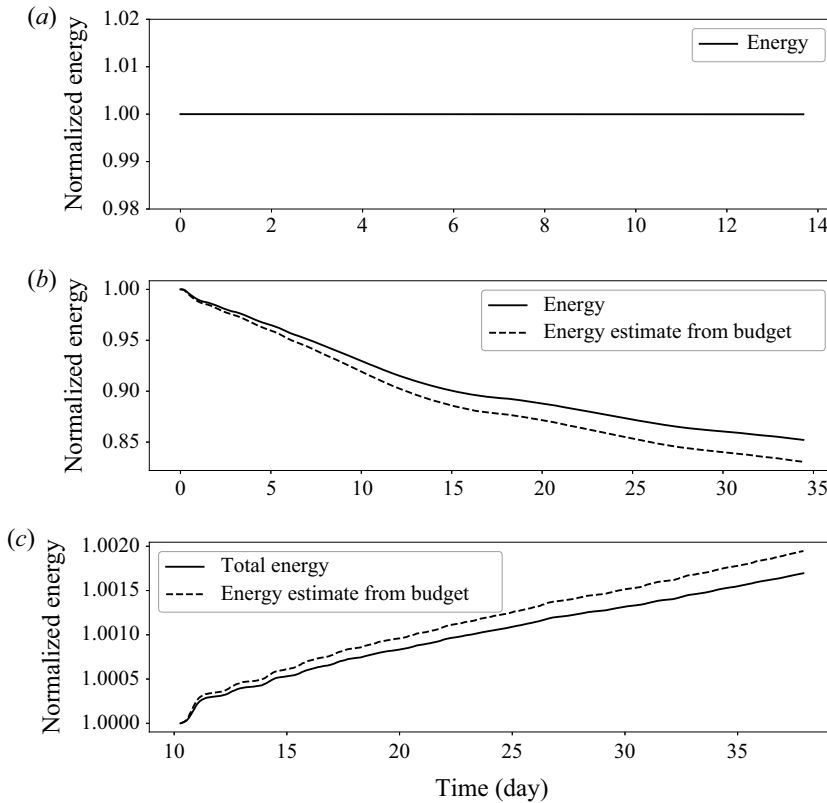 (a)
Normalized energy
1.02
1.01
1.00
0.99
0.98
Energy
0 2 4 6 8 10 12 14
(b)
Normalized energy
1.00
0.95
0.90
0.85
Energy
Energy estimate from budget
0 5 10 15 20 25 30 35
(c)
Normalized energy
1.0020
1.0015
1.0010
1.0005
1.0000
Total energy
Energy estimate from budget
10 15 20 25 30 35
Time (day)